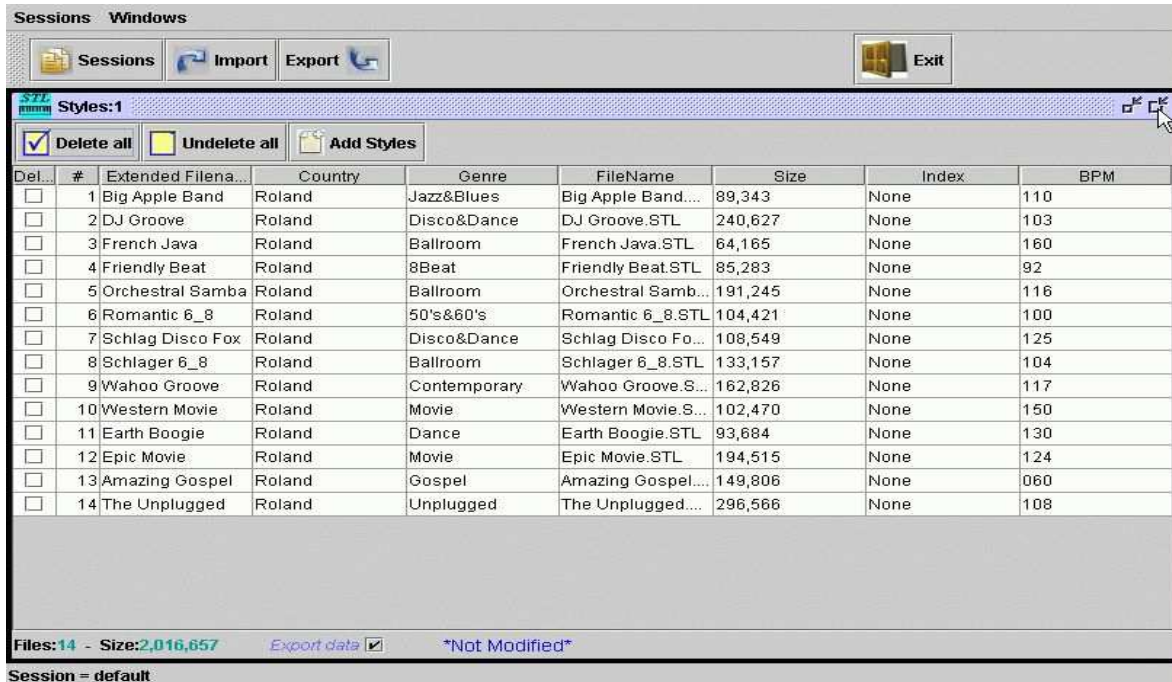 Sessions Windows
Sessions Import Export Exit
STL Styles:1
Delete all Undelete all Add Styles
Del... # Extended Filena... Country Genre FileName Size Index BPM
1 Big Apple Band Roland Jazz&Blues Big Apple Band.... 89,343 None 110
2 DJ Groove Roland Disco&Dance DJ Groove.STL 240,627 None 103
3 French Java Roland Ballroom French Java.STL 64,165 None 160
4 Friendly Beat Roland 8Beat Friendly Beat.STL 85,283 None 92
5 Orchestral Samba Roland Ballroom Orchestral Samb... 191,245 None 116
6 Romantic 6_8 Roland 50's&60's Romantic 6_8.STL 104,421 None 100
7 Schlag Disco Fox Roland Disco&Dance Schlag Disco Fo... 108,549 None 125
8 Schlager 6_8 Roland Ballroom Schlager 6_8.STL 133,157 None 104
9 Wahoo Groove Roland Contemporary Wahoo Groove.S... 162,826 None 117
10 Western Movie Roland Movie Western Movie.S... 102,470 None 150
11 Earth Boogie Roland Dance Earth Boogie.STL 93,684 None 130
12 Epic Movie Roland Movie Epic Movie.STL 194,515 None 124
13 Amazing Gospel Roland Gospel Amazing Gospel.... 149,806 None 060
14 The Unplugged Roland Unplugged The Unplugged.... 296,566 None 108
Files:14 - Size:2,016,657 Export data *Not Modified*
Session = default